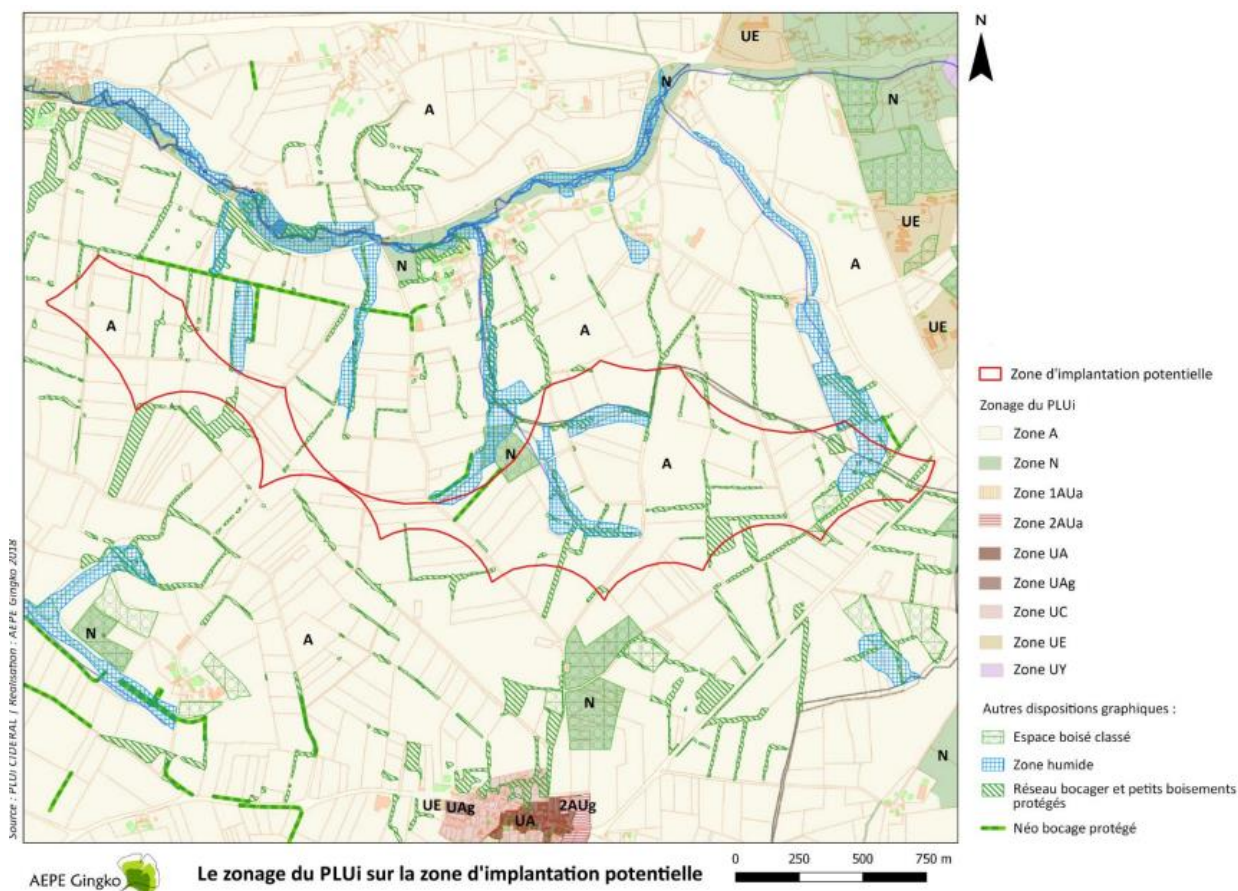 UE
N
N
N
A
UE
A
N
UE
A
A
N
A
N
A
N
N
UE
UAg
UA
2AUg
N
Zone d'implantation potentielle
Zonage du PLUi
Zone A
Zone N
Zone 1AUa
Zone 2AUa
Zone UA
Zone UAg
Zone UC
Zone UE
Zone UY
Autres dispositions graphiques :
Espace boisé classé
Zone humide
Réseau bocager et petits boisements
protégés
Néo bocage protégé
Source : PLUi CIDERAL | Réalisation : AEPE Gingko 2018
AEPE Gingko
Le zonage du PLUi sur la zone d'implantation potentielle
0 250 500 750 m